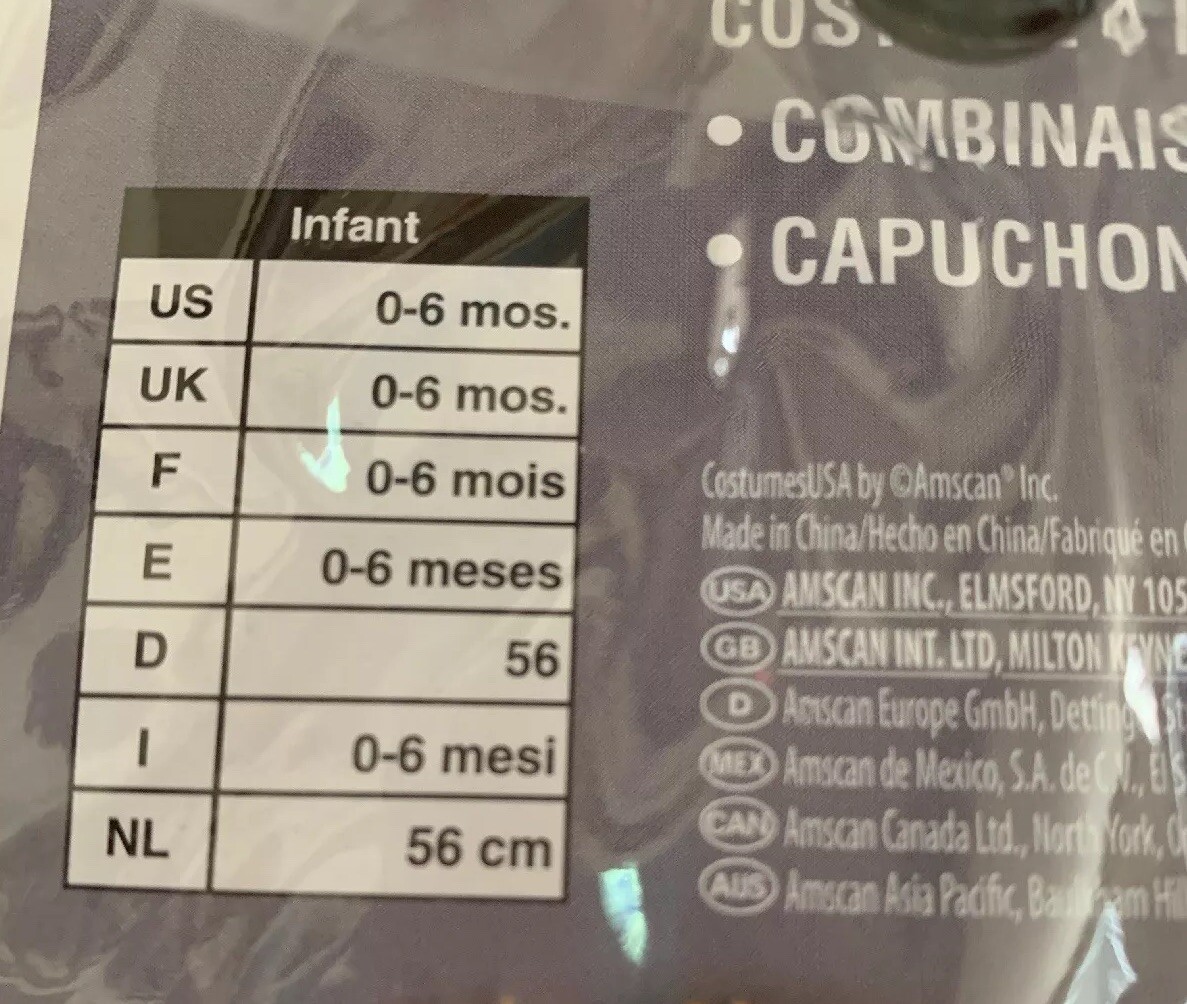 Infant
US 0-6 mos.
UK 0-6 mos.
F 0-6 mois
E 0-6 meses
D 56
I 0-6 mesi
NL 56 cm
• COMBINAIS
• CAPUCHON
CostumesUSA by ©Amscan® Inc.
Made in China/Hecho en China/Fabriqué en
USA AMSCAN INC., ELMSFORD, NY 105
GB AMSCAN INT. LTD, MILTON
D Amscan Europe GmbH,
MEX Amscan de Mexico, S.A. de
CAN Amscan Canada Ltd., North York,
AUS Amscan Asia Pacific,